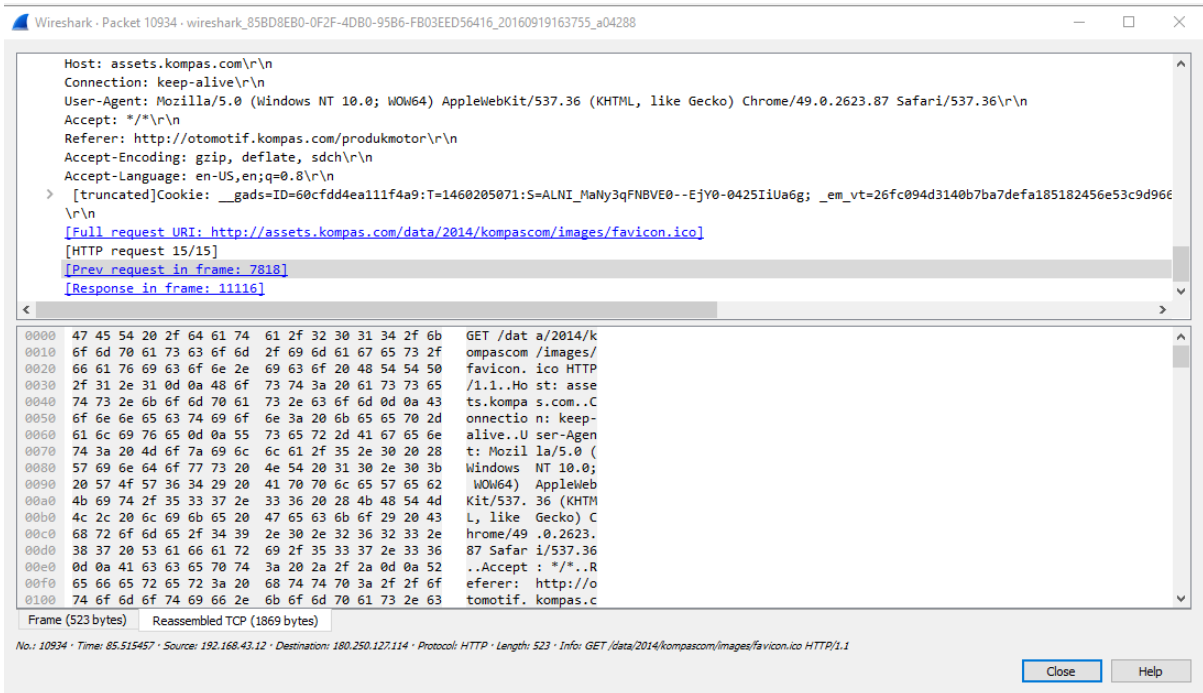 Wireshark · Packet 10934 · wireshark_85BD8EB0-0F2F-4DB0-95B6-FB03EED56416_20160919163755_a04288
Host: assets.kompas.com\r\n
Connection: keep-alive\r\n
User-Agent: Mozilla/5.0 (Windows NT 10.0; WOW64) AppleWebKit/537.36 (KHTML, like Gecko) Chrome/49.0.2623.87 Safari/537.36\r\n
Accept: */*\r\n
Referer: http://otomotif.kompas.com/produkmotor\r\n
Accept-Encoding: gzip, deflate, sdch\r\n
Accept-Language: en-US,en;q=0.8\r\n
[truncated]Cookie: __gads=ID=60cfdd4ea111f4a9:T=1460205071:S=ALNI_MaNy3qFNBVE0--EjY0-0425IiUa6g; _em_vt=26fc094d3140b7ba7defa185182456e53c9d966
\r\n
[Full request URI: http://assets.kompas.com/data/2014/kompascom/images/favicon.ico]
[HTTP request 15/15]
[Prev request in frame: 7818]
[Response in frame: 11116]
0000 47 45 54 20 2f 64 61 74 61 2f 32 30 31 34 2f 6b GET /dat a/2014/k
0010 6f 6d 70 61 73 63 6f 6d 2f 69 6d 61 67 65 73 2f ompascom /images/
0020 66 61 76 69 63 6f 6e 2e 69 63 6f 20 48 54 54 50 favicon. ico HTTP
0030 2f 31 2e 31 0d 0a 48 6f 73 74 3a 20 61 73 73 65 /1.1..Ho st: asse
0040 74 73 2e 6b 6f 6d 70 61 73 2e 63 6f 6d 0d 0a 43 ts.kompa s.com..C
0050 6f 6e 6e 65 63 74 69 6f 6e 3a 20 6b 65 65 70 2d onnectio n: keep-
0060 61 6c 69 76 65 0d 0a 55 73 65 72 2d 41 67 65 6e alive..U ser-Agen
0070 74 3a 20 4d 6f 7a 69 6c 6c 61 2f 35 2e 30 20 28 t: Mozil la/5.0 (
0080 57 69 6e 64 6f 77 73 20 4e 54 20 31 30 2e 30 3b Windows NT 10.0;
0090 20 57 4f 57 36 34 29 20 41 70 70 6c 65 57 65 62 WOW64) AppleWeb
00a0 4b 69 74 2f 35 33 37 2e 33 36 20 28 4b 48 54 4d Kit/537. 36 (KHTM
00b0 4c 2c 20 6c 69 6b 65 20 47 65 63 6b 6f 29 20 43 L, like Gecko) C
00c0 68 72 6f 6d 65 2f 34 39 2e 30 2e 32 36 32 33 2e hrome/49 .0.2623.
00d0 38 37 20 53 61 66 61 72 69 2f 35 33 37 2e 33 36 87 Safar i/537.36
00e0 0d 0a 41 63 63 65 70 74 3a 20 2a 2f 2a 0d 0a 52 ..Accept : */*..R
00f0 65 66 65 72 65 72 3a 20 68 74 74 70 3a 2f 2f 6f eferer: http://o
0100 74 6f 6d 6f 74 69 66 2e 6b 6f 6d 70 61 73 2e 63 tomotif. kompas.c
Frame (523 bytes) Reassembled TCP (1869 bytes)
No.: 10934 · Time: 85.515457 · Source: 192.168.43.12 · Destination: 180.250.127.114 · Protocol: HTTP · Length: 523 · Info: GET /data/2014/kompascom/images/favicon.ico HTTP/1.1
Close Help